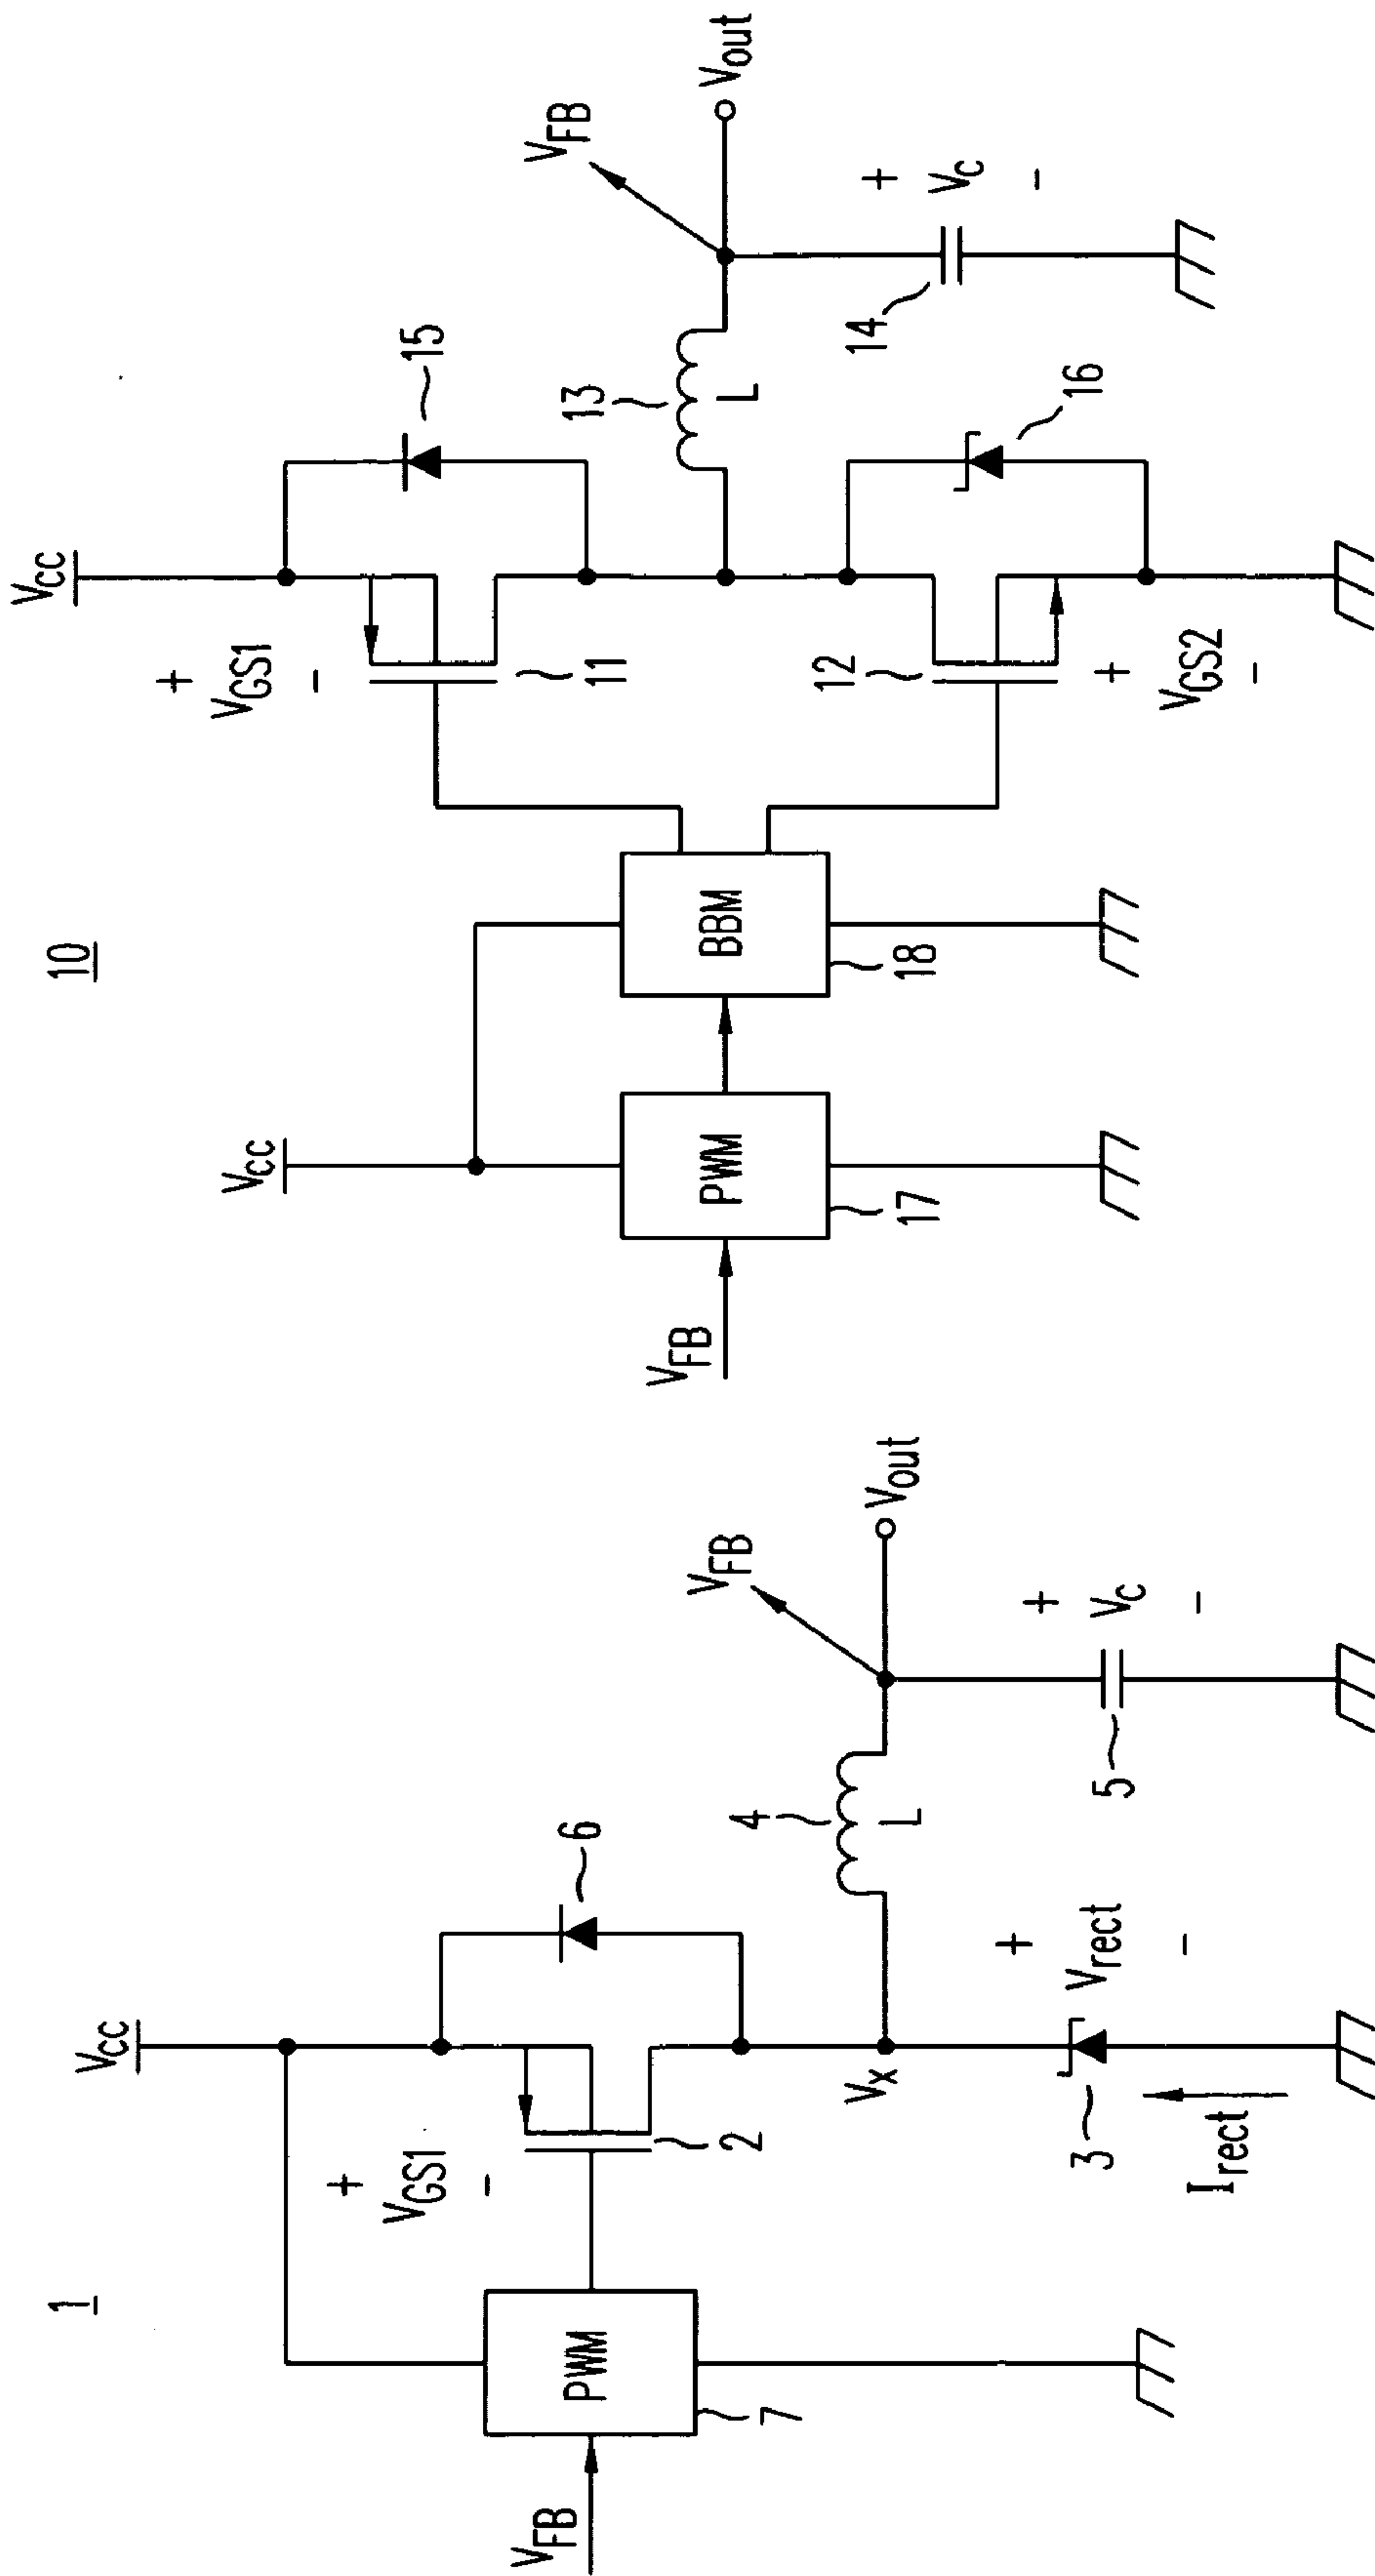 1
Vcc
VGS1
+
-
PWM
7
VFB
2
6
Vx
4
L
VFB
Vout
3
Irect
+
Vrect
-
5
+
Vc
-
10
Vcc
Vcc
+
VGS1
-
11
15
VFB
PWM
17
BBM
18
13
L
VFB
Vout
12
+
VGS2
-
16
14
+
Vc
-